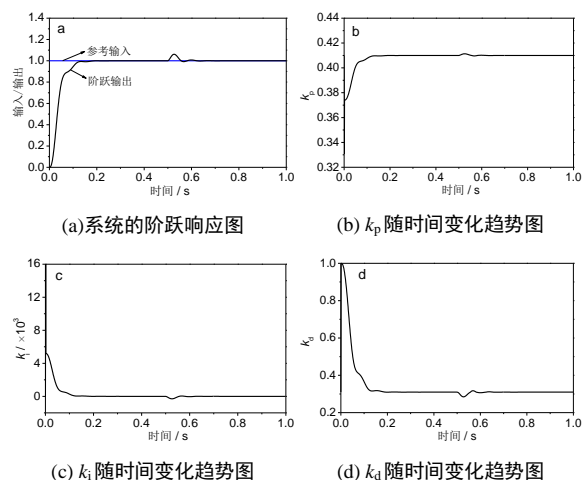 a
1.4
1.2
1.0
0.8
0.6
0.4
0.2
0.0
输入/输出
参考输入
阶跃输出
0.0 0.2 0.4 0.6 0.8 1.0
时间 / s
(a)系统的阶跃响应图
b
0.44
0.40
0.36
0.32
kp
0.0 0.2 0.4 0.6 0.8 1.0
时间 / s
(b) kp 随时间变化趋势图
c
16
12
8
4
0
ki / ×10³
0.0 0.2 0.4 0.6 0.8 1.0
时间 / s
(c) ki 随时间变化趋势图
d
1.0
0.8
0.6
0.4
0.2
kd
0.0 0.2 0.4 0.6 0.8 1.0
时间 / s
(d) kd 随时间变化趋势图